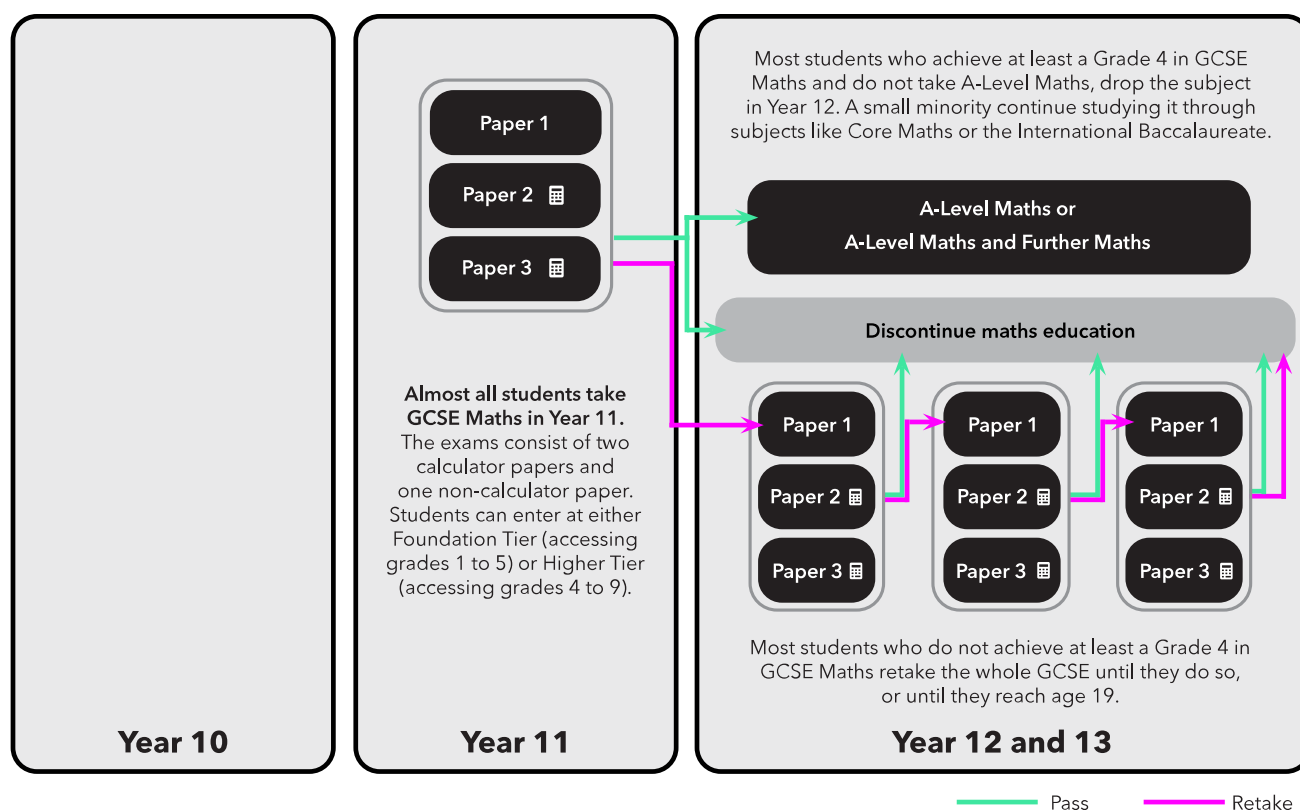 Year 10
Paper 1
Paper 2
Paper 3
Almost all students take
GCSE Maths in Year 11.
The exams consist of two
calculator papers and
one non-calculator paper.
Students can enter at either
Foundation Tier (accessing
grades 1 to 5) or Higher Tier
(accessing grades 4 to 9).
Year 11
Most students who achieve at least a Grade 4 in GCSE
Maths and do not take A-Level Maths, drop the subject
in Year 12. A small minority continue studying it through
subjects like Core Maths or the International Baccalaureate.
A-Level Maths or
A-Level Maths and Further Maths
Discontinue maths education
Paper 1
Paper 2
Paper 3
Paper 1
Paper 2
Paper 3
Paper 1
Paper 2
Paper 3
Most students who do not achieve at least a Grade 4 in
GCSE Maths retake the whole GCSE until they do so,
or until they reach age 19.
Year 12 and 13
Pass
Retake